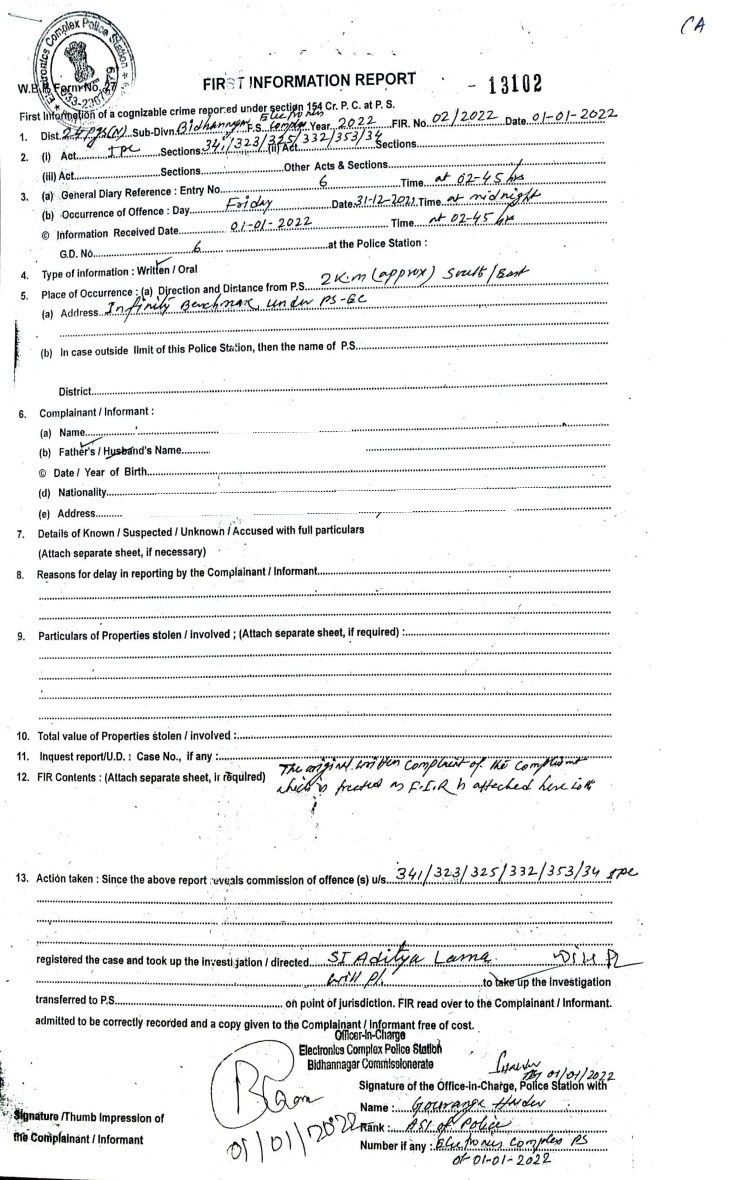 CA
Electronics Complex Police Station
W.B.P. Form No.
FIRST INFORMATION REPORT - 13102
First Information of a cognizable crime reported under section 154 Cr. P. C. at P. S.
1. Dist. 24 Pgs(N) Sub-Divn. Bidhannagar P.S. Electronics Complex Year 2022 FIR. No. 02/2022 Date 01-01-2022
2. (i) Act IPC Sections 341/323/325/332/353/34 (ii) Act Sections
(iii) Act Sections Other Acts & Sections
3. (a) General Diary Reference : Entry No. 6 Time at 02-45 hrs
(b) Occurrence of Offence : Day Friday Date 31-12-2021 Time at midnight
© Information Received Date 01-01-2022 Time at 02-45 hrs
G.D. No. 6 at the Police Station :
4. Type of information : Written / Oral
5. Place of Occurrence : (a) Direction and Distance from P.S. 2 K.m (approx) South/East
(a) Address Infinity Benchmax, under PS-EC
(b) In case outside limit of this Police Station, then the name of P.S.
District
6. Complainant / Informant :
(a) Name
(b) Father's / Husband's Name
© Date / Year of Birth
(d) Nationality
(e) Address
7. Details of Known / Suspected / Unknown / Accused with full particulars
(Attach separate sheet, if necessary)
8. Reasons for delay in reporting by the Complainant / Informant
9. Particulars of Properties stolen / involved ; (Attach separate sheet, if required) :
10. Total value of Properties stolen / involved :
11. Inquest report/U.D. : Case No., if any :
12. FIR Contents : (Attach separate sheet, if required) The original written complaint of the complainant
which is treated as F.I.R is attached here with
13. Action taken : Since the above report reveals commission of offence (s) u/s 341/323/325/332/353/34 IPC
registered the case and took up the investigation / directed SI Aditya Lama
will pl. to take up the investigation
transferred to P.S. on point of jurisdiction. FIR read over to the Complainant / Informant.
admitted to be correctly recorded and a copy given to the Complainant / Informant free of cost.
Officer-In-Charge
Electronics Complex Police Station
Bidhannagar Commissionerate
01/01/2022
Signature of the Office-in-Charge, Police Station with
Name : Gouranga Halder
Signature /Thumb Impression of
01/01/2022 Rank : ASI of Police
the Complainant / Informant
Number if any : Electronics Complex PS
of 01-01-2022